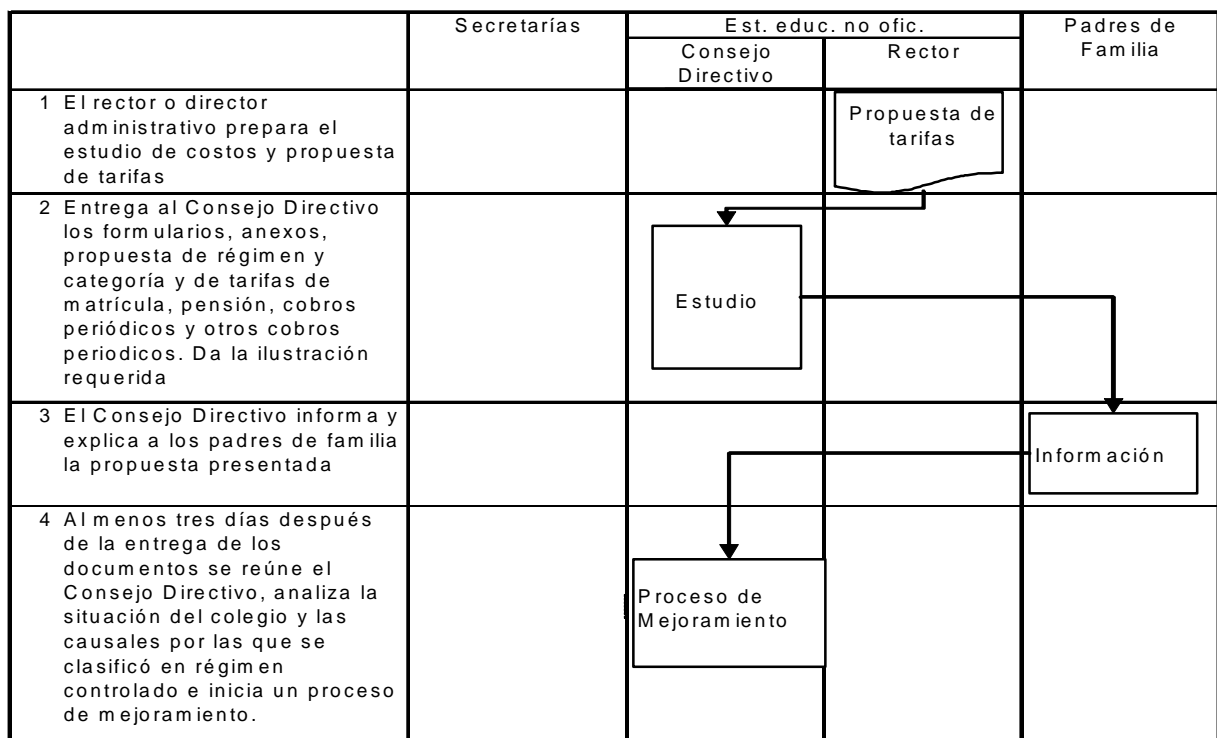 Secretarías
Est. educ. no ofic.
Padres de
Familia
Consejo
Directivo
Rector
1 El rector o director
administrativo prepara el
estudio de costos y propuesta
de tarifas
Propuesta de
tarifas
2 Entrega al Consejo Directivo
los formularios, anexos,
propuesta de régimen y
categoría y de tarifas de
matrícula, pensión, cobros
periódicos y otros cobros
periodicos. Da la ilustración
requerida
Estudio
3 El Consejo Directivo informa y
explica a los padres de familia
la propuesta presentada
Información
4 Al menos tres días después
de la entrega de los
documentos se reúne el
Consejo Directivo, analiza la
situación del colegio y las
causales por las que se
clasificó en régimen
controlado e inicia un proceso
de mejoramiento.
Proceso de
Mejoramiento